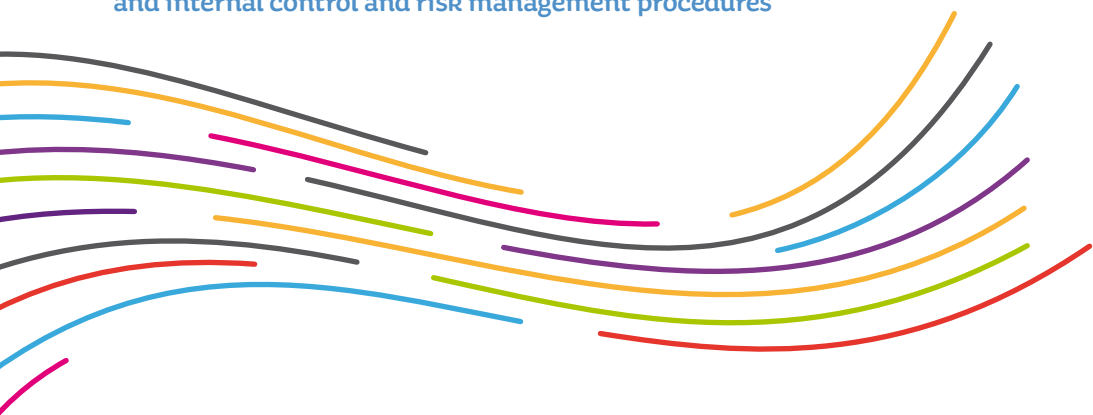 and internal control and risk management procedures